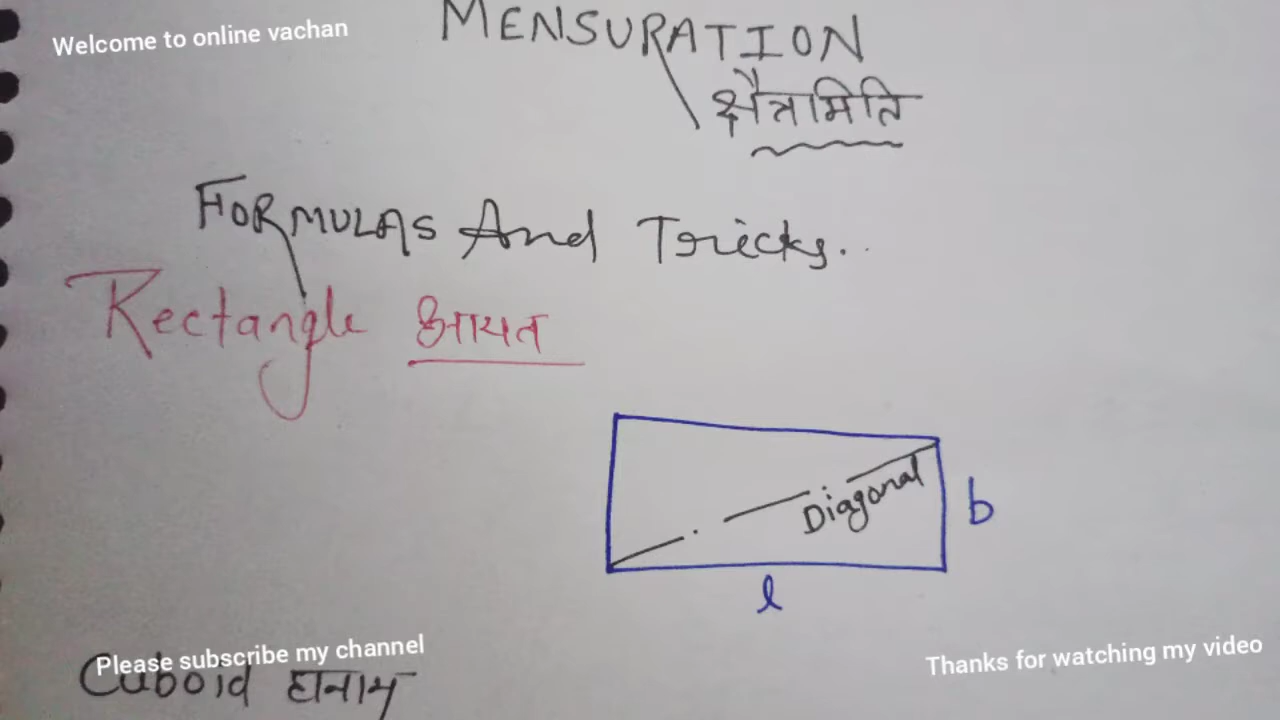 Welcome to online vachan
MENSURATION
क्षैत्रमिति
FORMULAS And Tricks..
Rectangle आयत
Diagonal
b
l
Please subscribe my channel
Thanks for watching my video
Cuboid